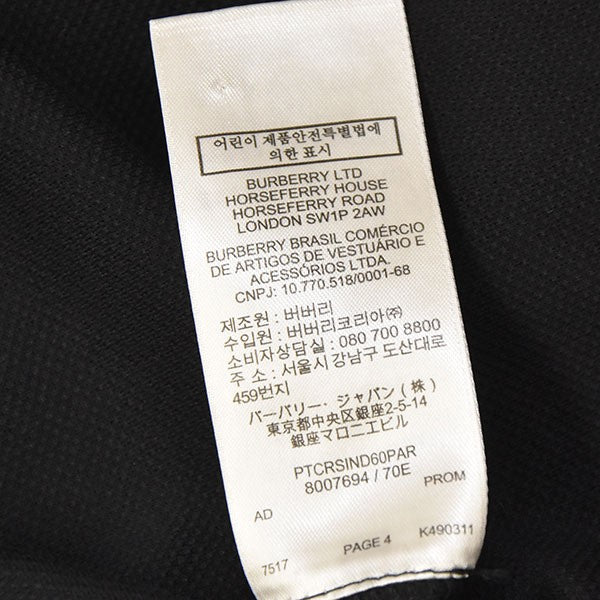 어린이 제품안전특별법에
의한 표시
BURBERRY LTD
HORSEFERRY HOUSE
HORSEFERRY ROAD
LONDON SW1P 2AW
BURBERRY BRASIL COMÉRCIO
DE ARTIGOS DE VESTUÁRIO E
ACESSÓRIOS LTDA.
CNPJ: 10.770.518/0001-68
제조원 : 버버리
수입원 : 버버리코리아㈜
소비자상담실 : 080 700 8800
주 소 : 서울시 강남구 도산대로
459번지
バーバリー・ジャパン ( 株 )
東京都中央区銀座2-5-14
銀座マロニエビル
PTCRSIND60PAR
8007694 / 70E
AD PROM
7517 PAGE 4 K490311